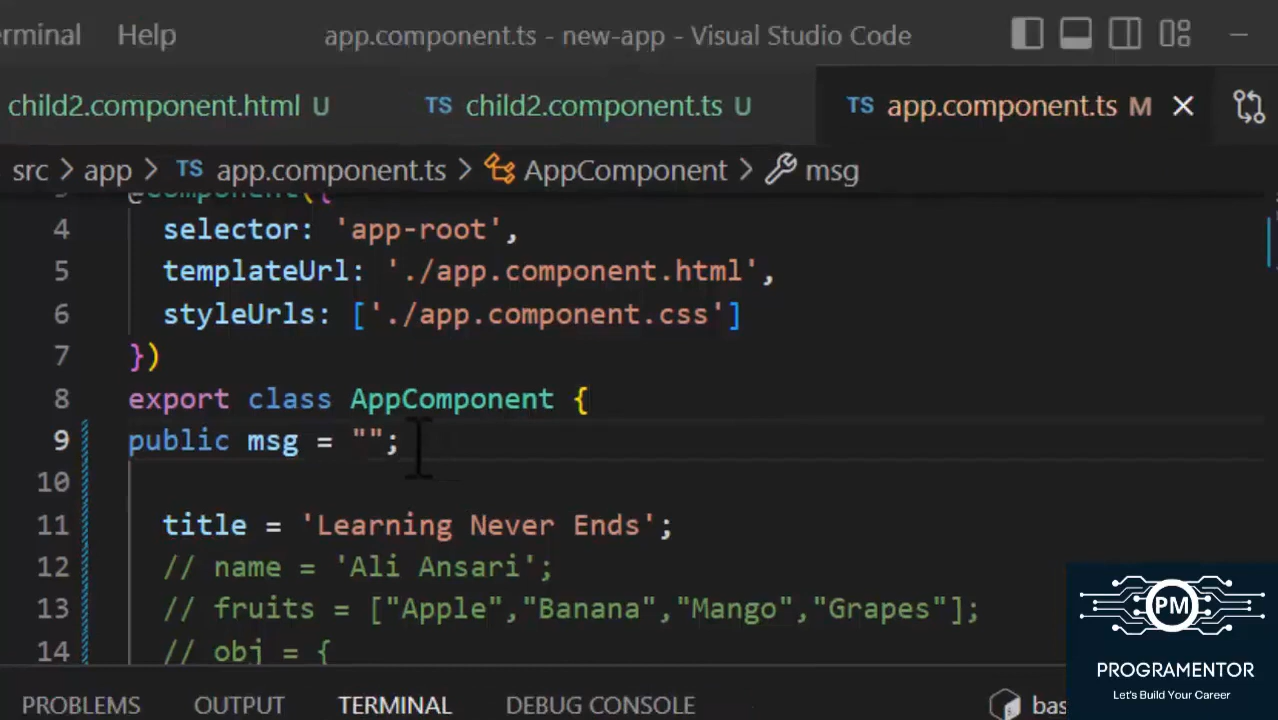 Help
app.component.ts - new-app - Visual Studio Code
child2.component.html U
TS child2.component.ts U
TS app.component.ts M
src > app > TS app.component.ts > AppComponent > msg
@Component({
4 selector: 'app-root',
5 templateUrl: './app.component.html',
6 styleUrls: ['./app.component.css']
7 })
8 export class AppComponent {
9 public msg = "";
10
11 title = 'Learning Never Ends';
12 // name = 'Ali Ansari';
13 // fruits = ["Apple","Banana","Mango","Grapes"];
14 // obj = {
PROBLEMS OUTPUT TERMINAL DEBUG CONSOLE
PM
PROGRAMENTOR
Let's Build Your Career